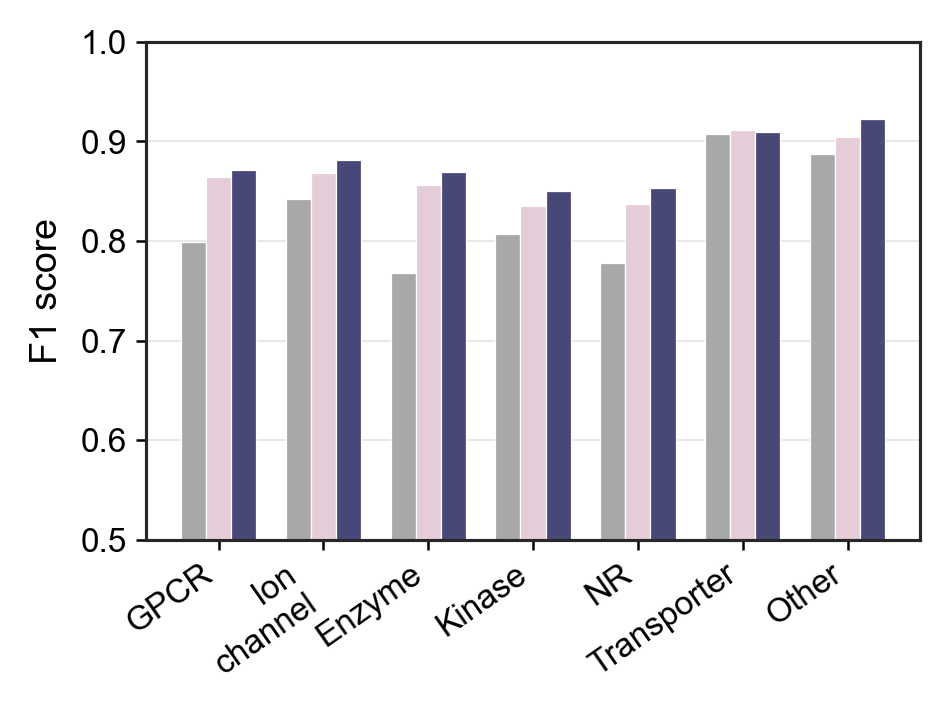 1.0
0.9
0.8
0.7
0.6
0.5
F1 score
GPCR
Ion
channel
Enzyme
Kinase
NR
Transporter
Other